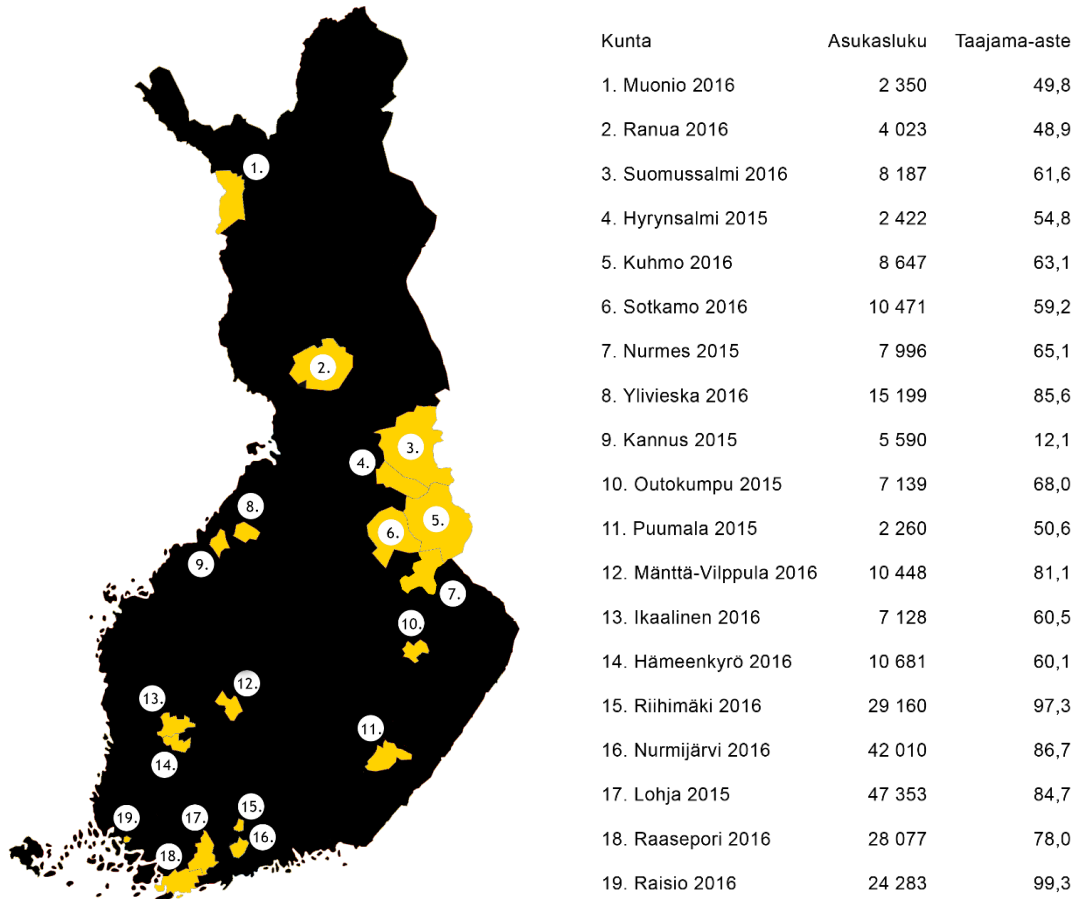 Kunta Asukasluku Taajama-aste
1. Muonio 2016 2 350 49,8
2. Ranua 2016 4 023 48,9
3. Suomussalmi 2016 8 187 61,6
4. Hyrynsalmi 2015 2 422 54,8
5. Kuhmo 2016 8 647 63,1
6. Sotkamo 2016 10 471 59,2
7. Nurmes 2015 7 996 65,1
8. Ylivieska 2016 15 199 85,6
9. Kannus 2015 5 590 12,1
10. Outokumpu 2015 7 139 68,0
11. Puumala 2015 2 260 50,6
12. Mänttä-Vilppula 2016 10 448 81,1
13. Ikaalinen 2016 7 128 60,5
14. Hämeenkyrö 2016 10 681 60,1
15. Riihimäki 2016 29 160 97,3
16. Nurmijärvi 2016 42 010 86,7
17. Lohja 2015 47 353 84,7
18. Raasepori 2016 28 077 78,0
19. Raisio 2016 24 283 99,3
1.
2.
3.
4.
5.
6.
7.
8.
9.
10.
11.
12.
13.
14.
15.
16.
17.
18.
19.